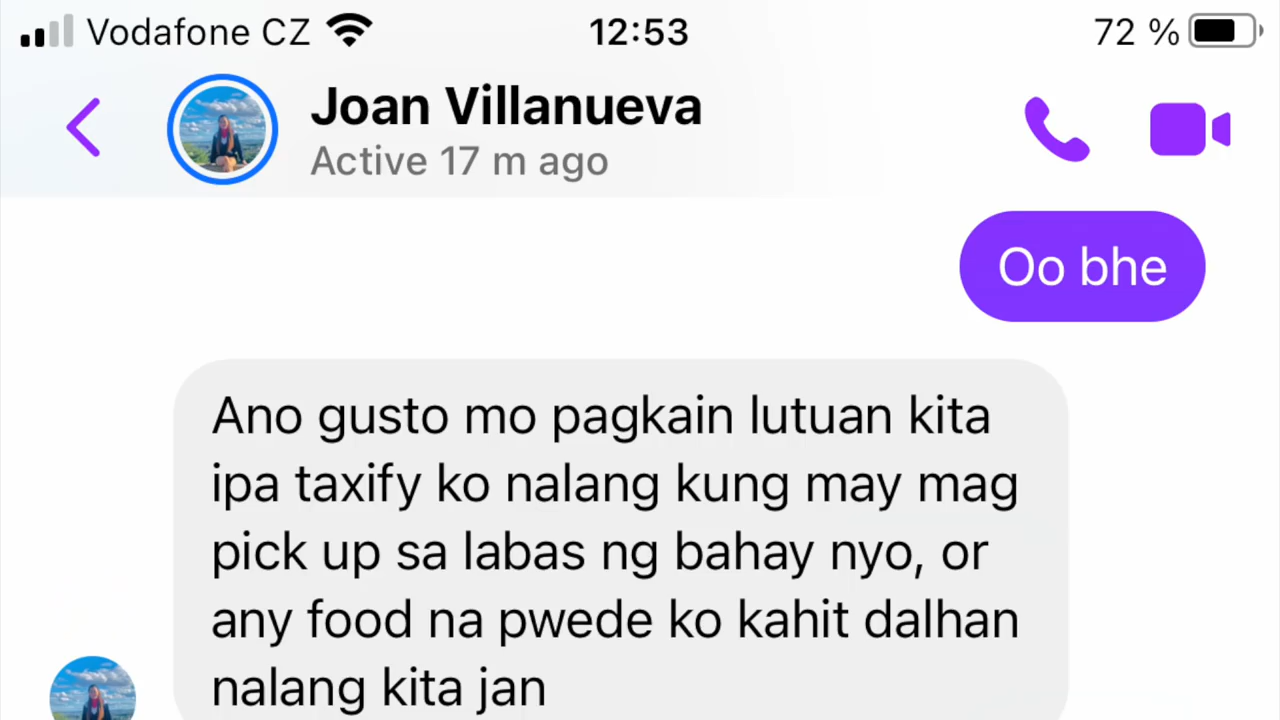 Vodafone CZ 12:53 72 %
Joan Villanueva
Active 17 m ago
Oo bhe
Ano gusto mo pagkain lutuan kita
ipa taxify ko nalang kung may mag
pick up sa labas ng bahay nyo, or
any food na pwede ko kahit dalhan
nalang kita jan